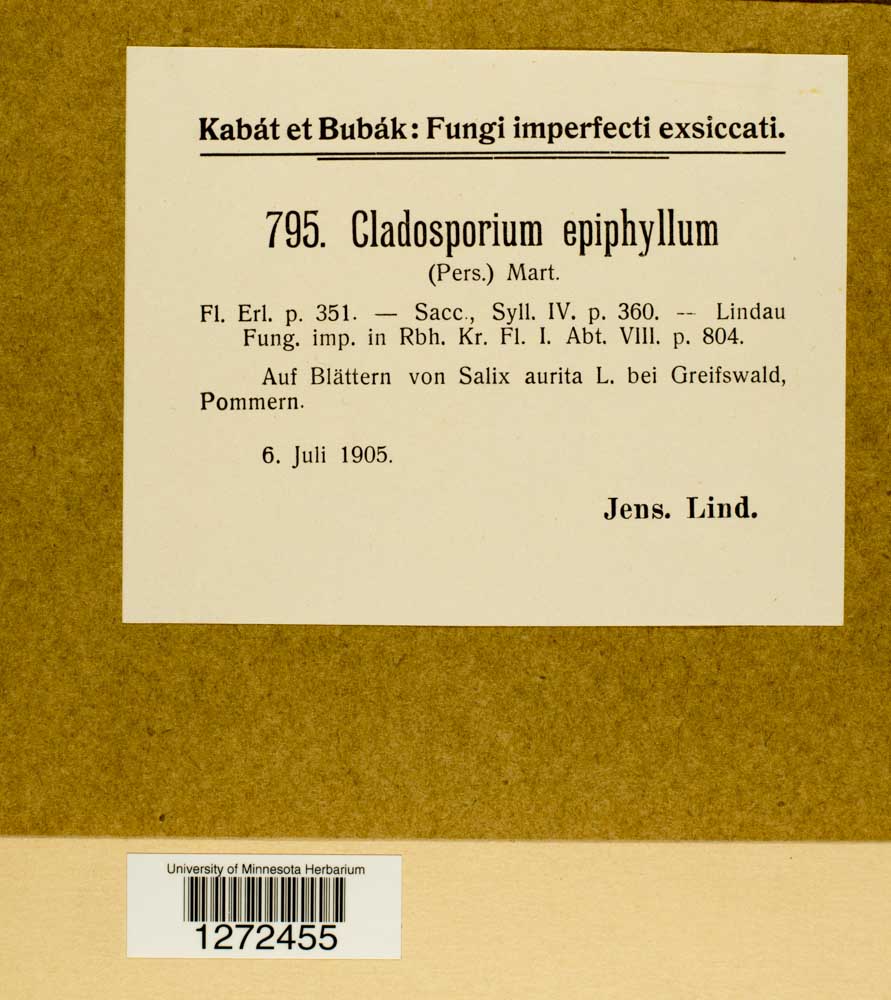 Kabát et Bubák: Fungi imperfecti exsiccati.
795. Cladosporium epiphyllum
(Pers.) Mart.
Fl. Erl. p. 351. — Sacc., Syll. IV. p. 360. — Lindau
Fung. imp. in Rbh. Kr. Fl. I. Abt. VIII. p. 804.
Auf Blättern von Salix aurita L. bei Greifswald,
Pommern.
6. Juli 1905.
Jens. Lind.
University of Minnesota Herbarium
1272455